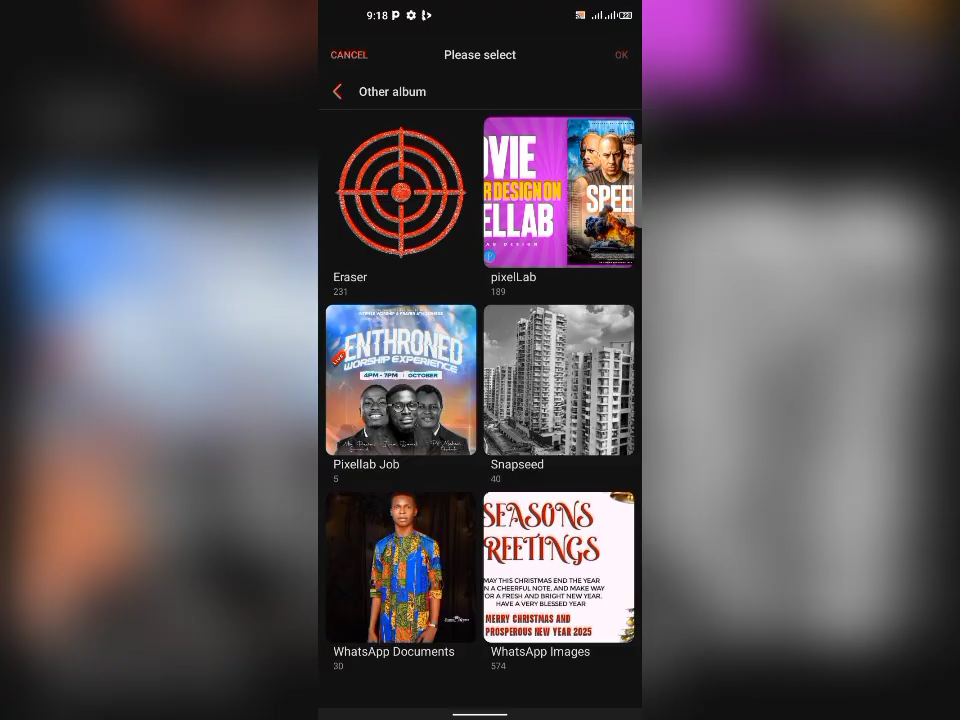 9:18
CANCEL
Please select
OK
Other album
OVIE
R DESIGN ON
ELLAB
SPEE
Eraser
231
pixelLab
189
LIVE
ENTHRONED
WORSHIP EXPERIENCE
4PM - 7PM | OCTOBER
Pixellab Job
5
Snapseed
40
SEASONS
REETINGS
MAY THIS CHRISTMAS END THE YEAR
N A CHEERFUL NOTE, AND MAKE WAY
OR A FRESH AND BRIGHT NEW YEAR.
HAVE A VERY BLESSED YEAR
MERRY CHRISTMAS AND
PROSPEROUS NEW YEAR 2025
WhatsApp Documents
30
WhatsApp Images
574